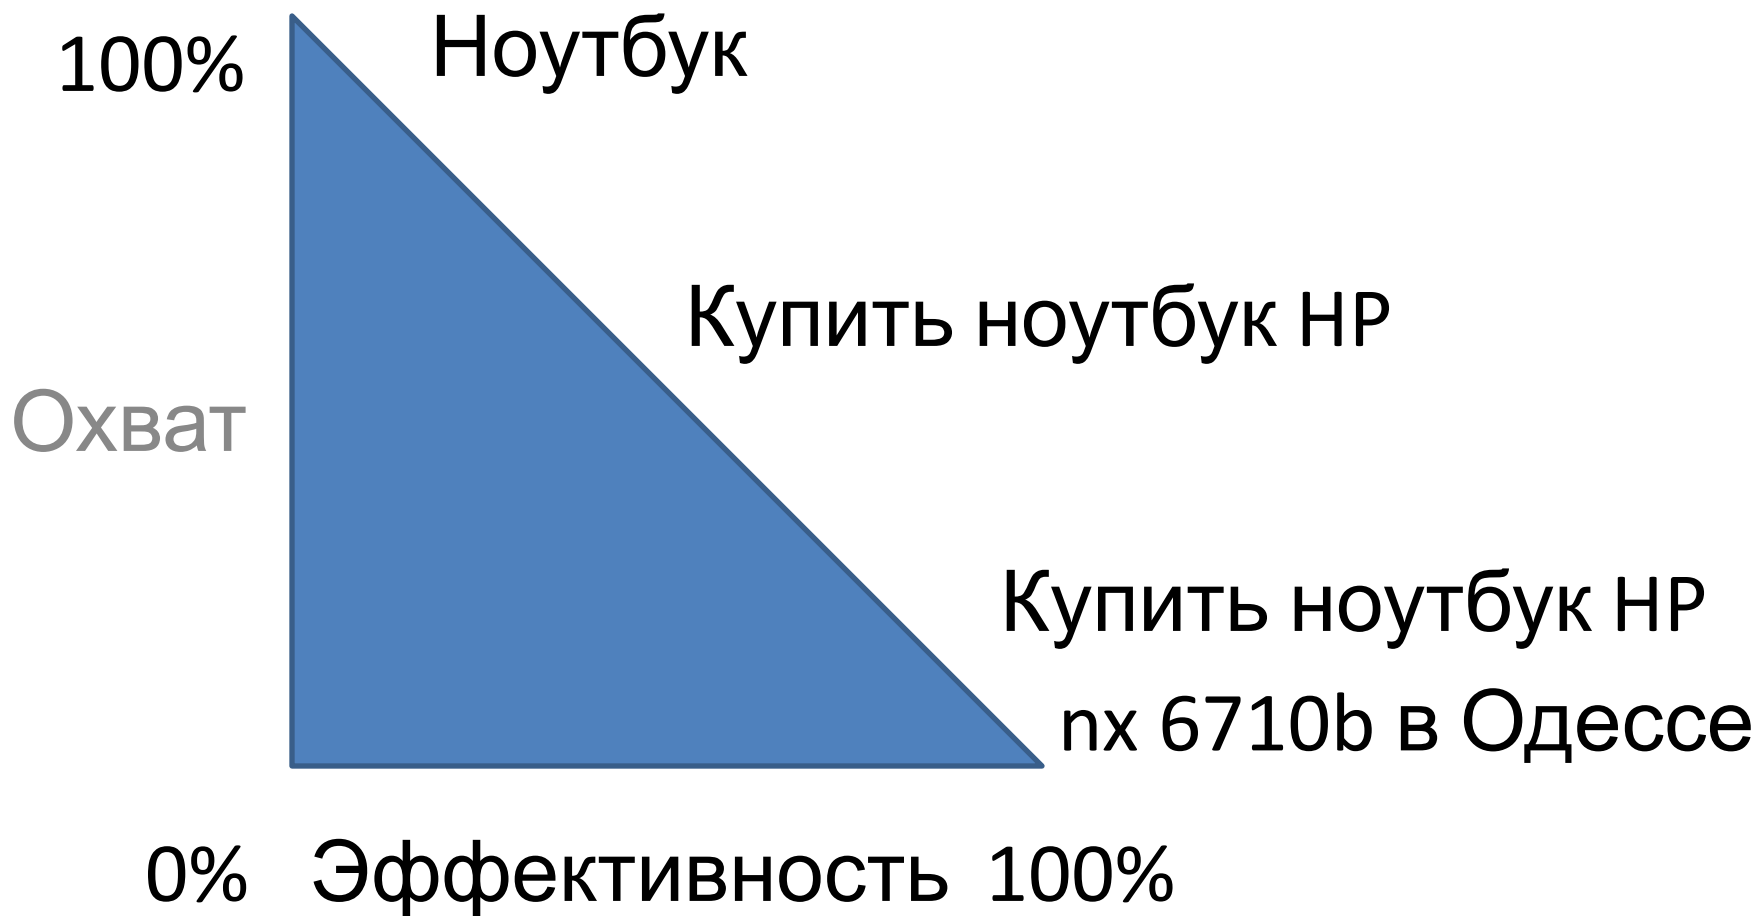 100%
Ноутбук
Купить ноутбук HP
Охват
Купить ноутбук HP
nx 6710b в Одессе
0% Эффективность 100%